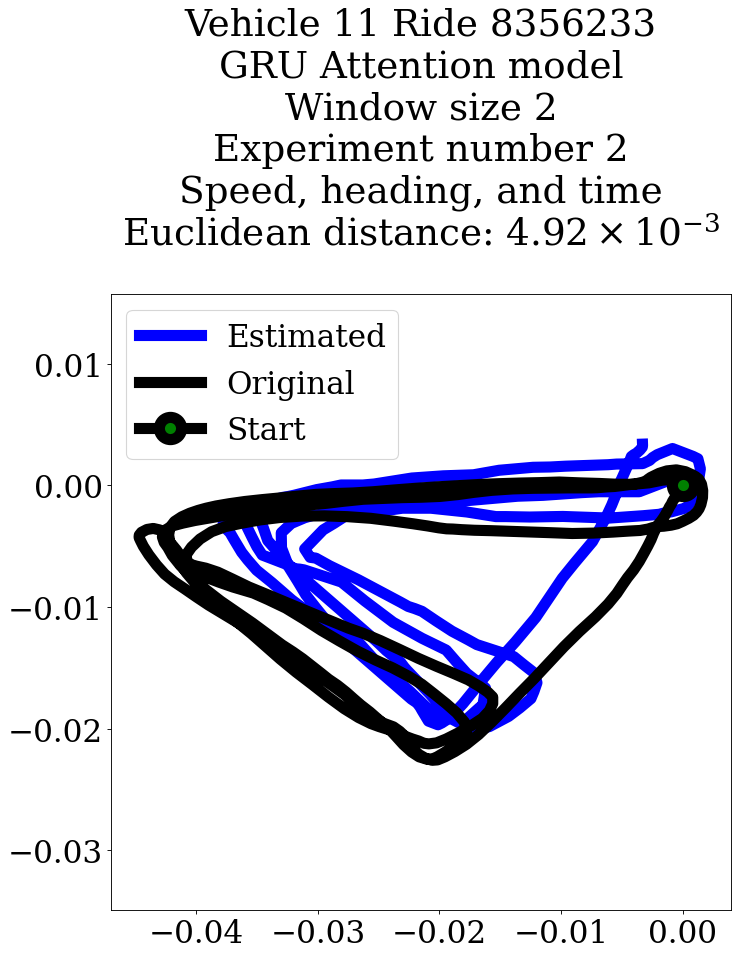 Vehicle 11 Ride 8356233
GRU Attention model
Window size 2
Experiment number 2
Speed, heading, and time
Euclidean distance: 4.92 × 10⁻³
Estimated
Original
Start
0.01
0.00
−0.01
−0.02
−0.03
−0.04 −0.03 −0.02 −0.01 0.00